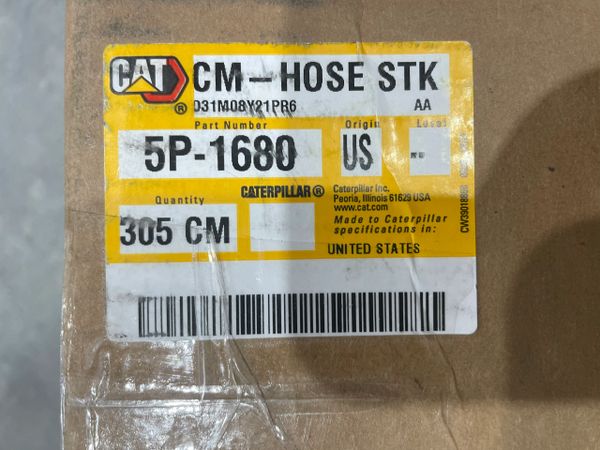 CAT
®
CM-HOSE STK
D31M08Y21PR6 AA
Part Number Origin Local
5P-1680 US --
Quantity
305 CM
CATERPILLAR®
Caterpillar Inc.
Peoria, Illinois 61629 USA
www.cat.com
Made to Caterpillar
specifications in:
UNITED STATES